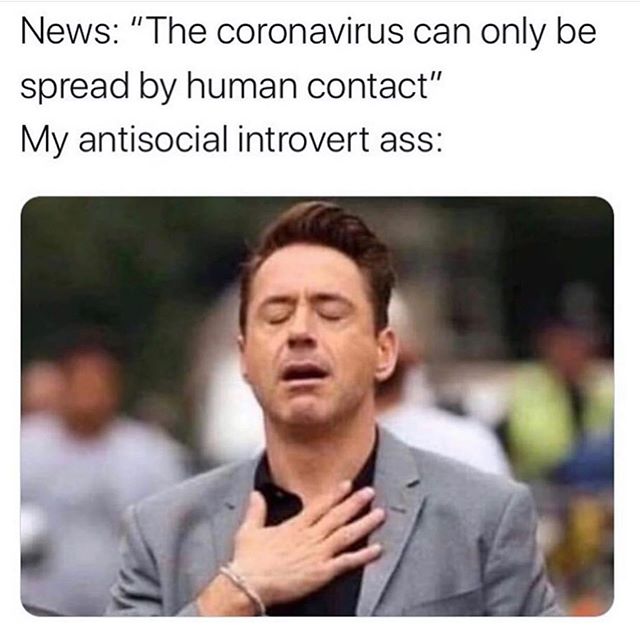 News: "The coronavirus can only be
spread by human contact"
My antisocial introvert ass: